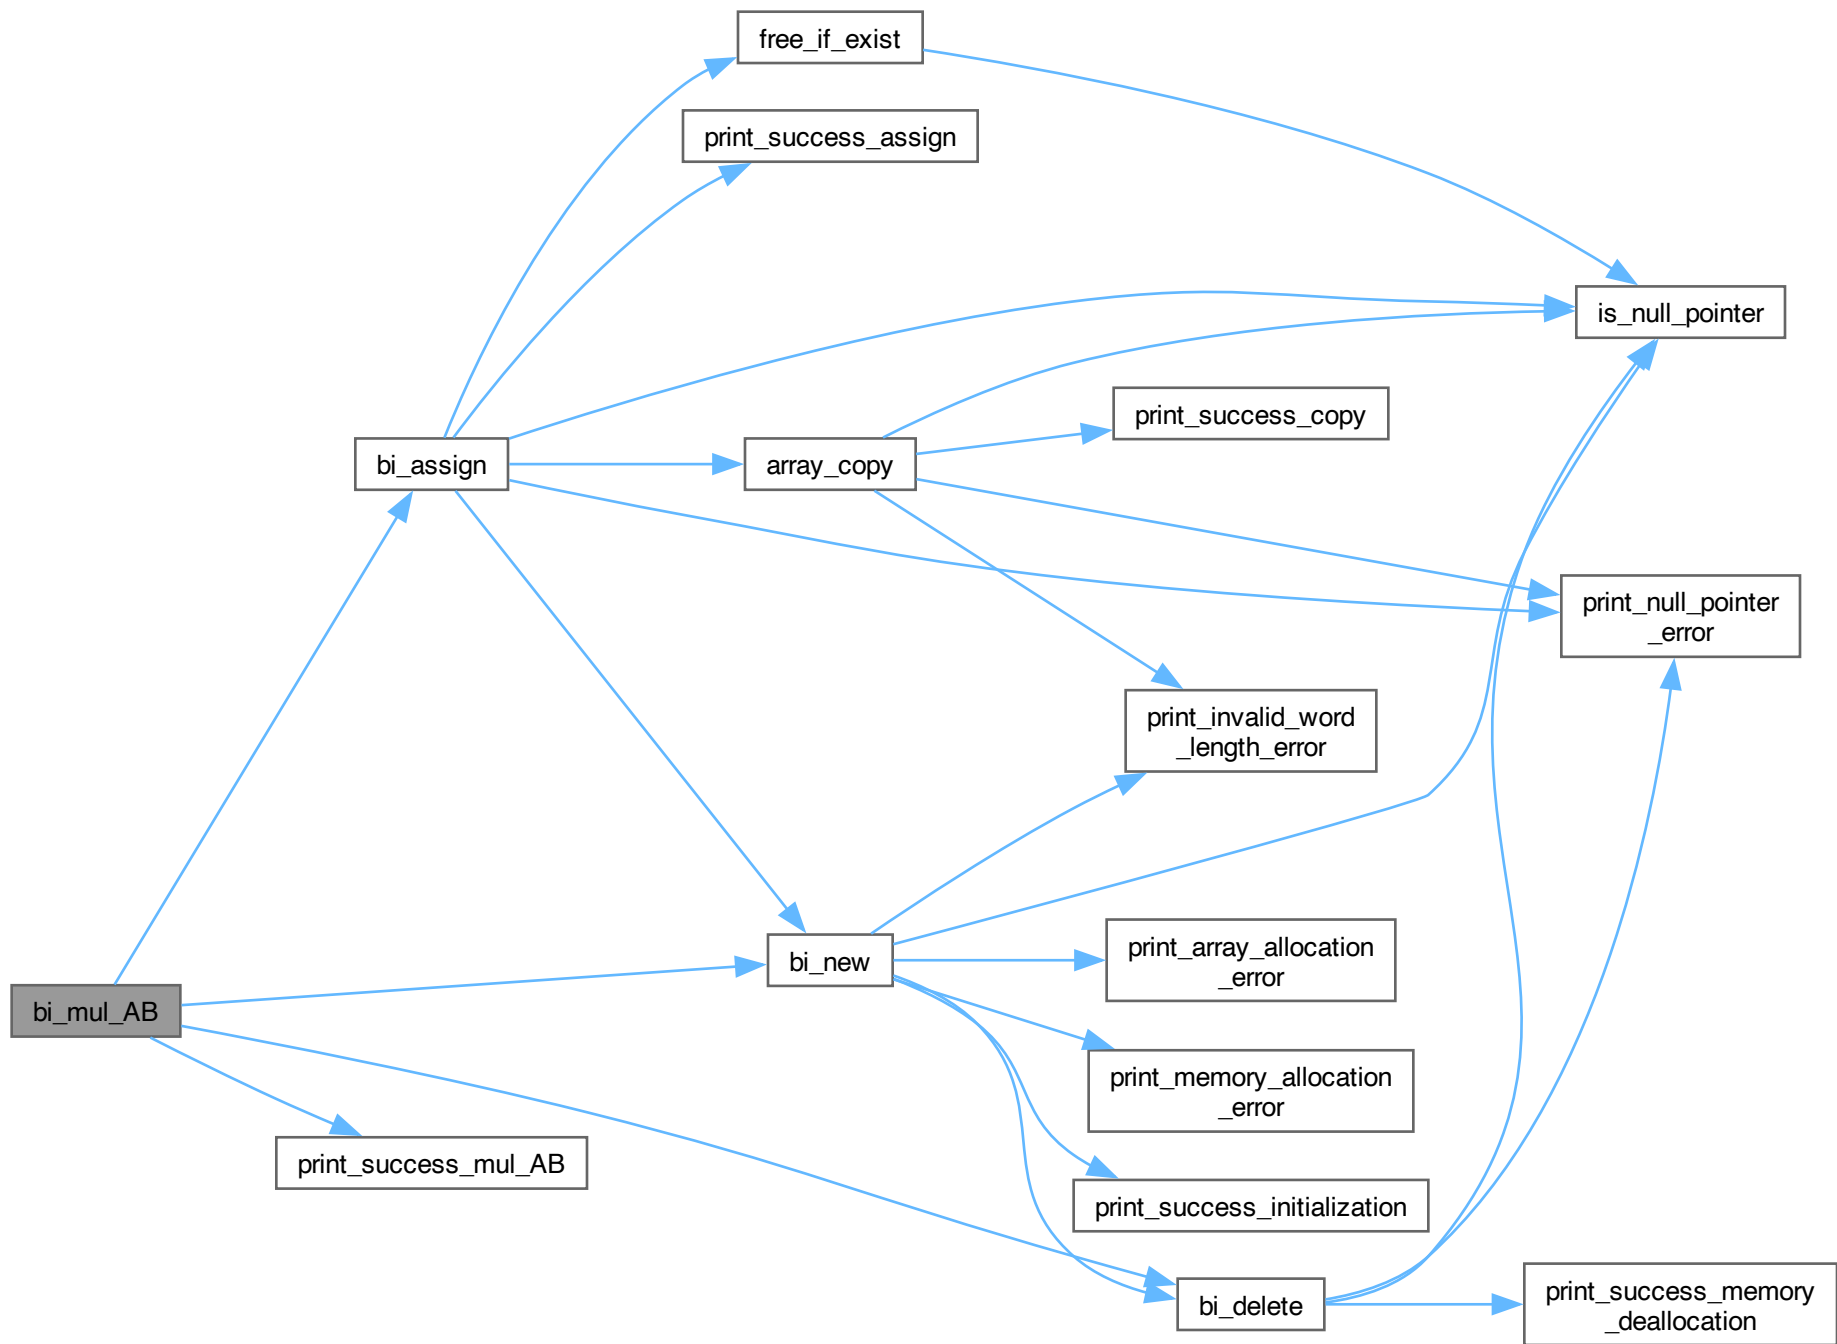 free_if_exist
print_success_assign
is_null_pointer
print_success_copy
bi_assign
array_copy
print_null_pointer
_error
print_invalid_word
_length_error
print_array_allocation
_error
bi_new
bi_mul_AB
print_memory_allocation
_error
print_success_mul_AB
print_success_initialization
bi_delete
print_success_memory
_deallocation